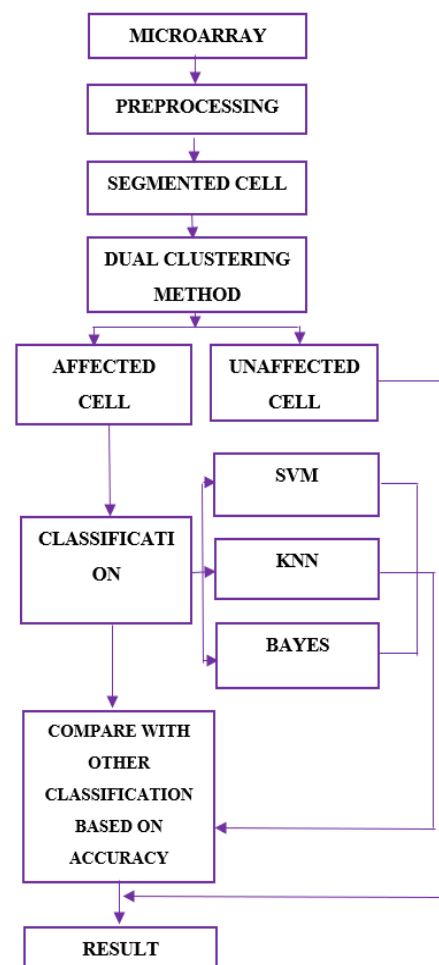 MICROARRAY
PREPROCESSING
SEGMENTED CELL
DUAL CLUSTERING
METHOD
AFFECTED
CELL
UNAFFECTED
CELL
SVM
CLASSIFICATI
ON
KNN
BAYES
COMPARE WITH
OTHER
CLASSIFICATION
BASED ON
ACCURACY
RESULT